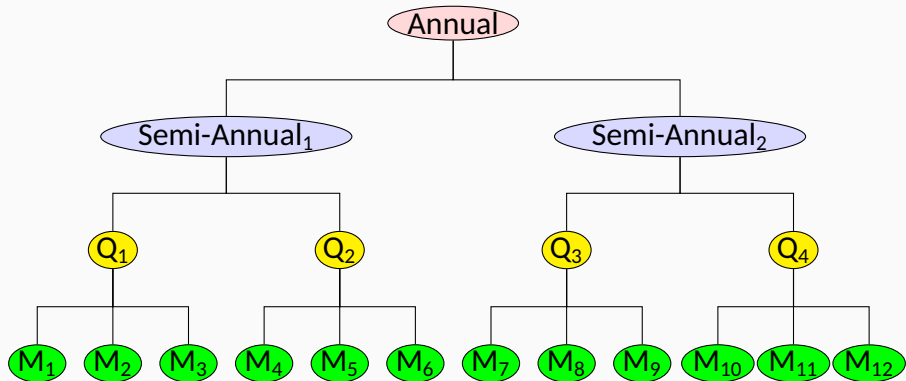 Annual
Semi-Annual₁ Semi-Annual₂
Q₁ Q₂ Q₃ Q₄
M₁ M₂ M₃ M₄ M₅ M₆ M₇ M₈ M₉ M₁₀ M₁₁ M₁₂